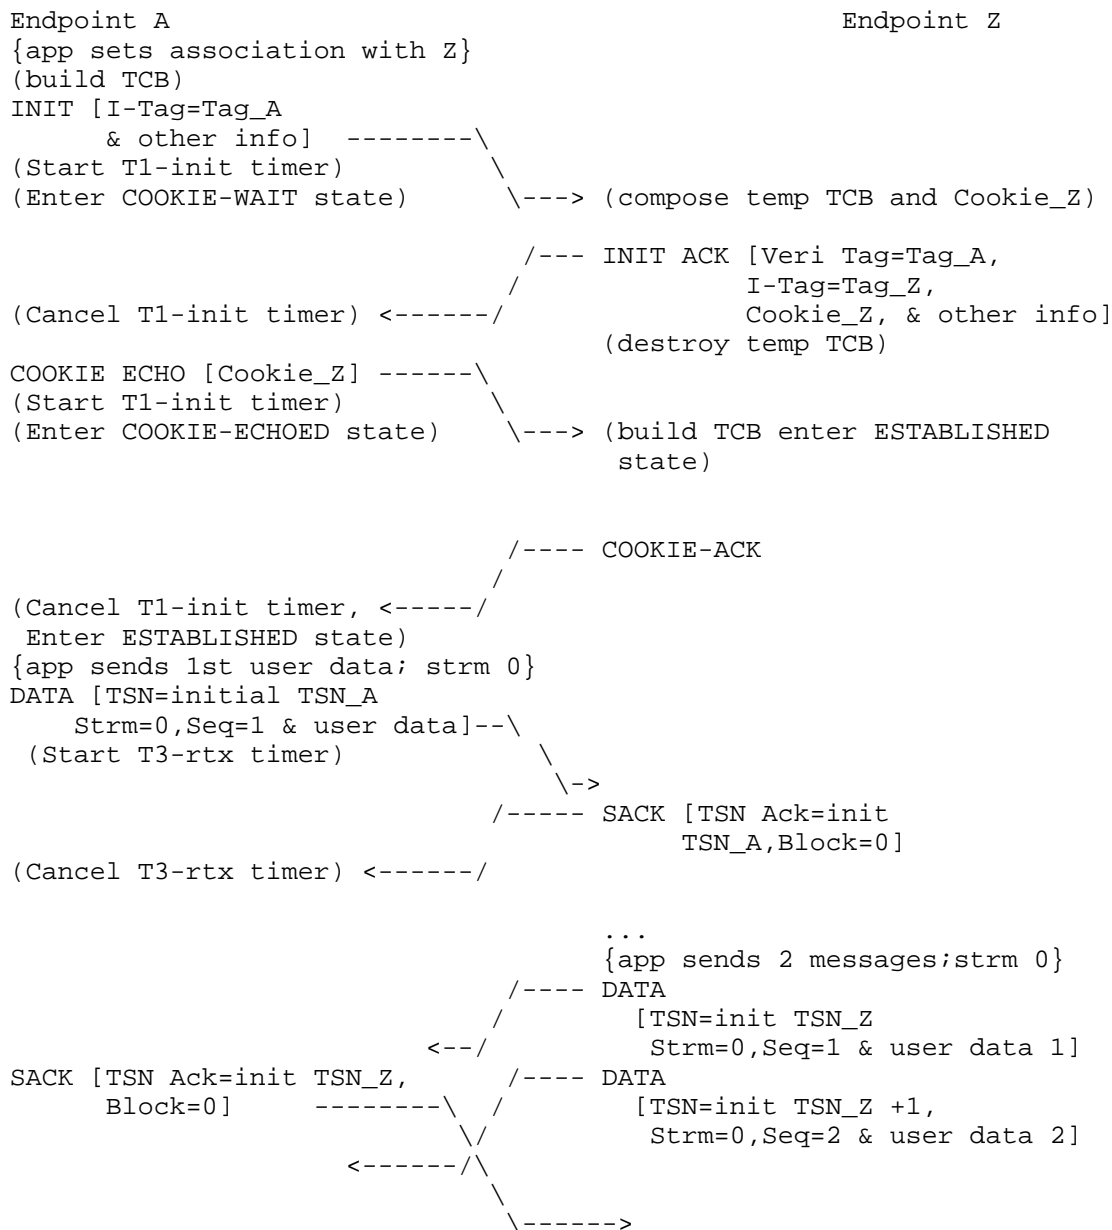 Endpoint A                                          Endpoint Z
{app sets association with Z}
(build TCB)
INIT [I-Tag=Tag_A
      & other info]  --------\
(Start T1-init timer)         \
(Enter COOKIE-WAIT state)      \---> (compose temp TCB and Cookie_Z)

                                /--- INIT ACK [Veri Tag=Tag_A,
                               /              I-Tag=Tag_Z,
(Cancel T1-init timer) <------/               Cookie_Z, & other info]
                                     (destroy temp TCB)
COOKIE ECHO [Cookie_Z] ------\
(Start T1-init timer)         \
(Enter COOKIE-ECHOED state)    \---> (build TCB enter ESTABLISHED
                                      state)

                               /---- COOKIE-ACK
                              /
(Cancel T1-init timer, <-----/
 Enter ESTABLISHED state)
{app sends 1st user data; strm 0}
DATA [TSN=initial TSN_A
    Strm=0,Seq=1 & user data]--\
 (Start T3-rtx timer)            \
                                  \->
                              /----- SACK [TSN Ack=init
                                          TSN_A,Block=0]
(Cancel T3-rtx timer) <------/

                                     ...
                                     {app sends 2 messages;strm 0}
                               /---- DATA
                              /        [TSN=init TSN_Z
                          <--/          Strm=0,Seq=1 & user data 1]
SACK [TSN Ack=init TSN_Z,      /---- DATA
      Block=0]     --------\  /        [TSN=init TSN_Z +1,
                            \/          Strm=0,Seq=2 & user data 2]
                     <------/\
                              \
                               \------>